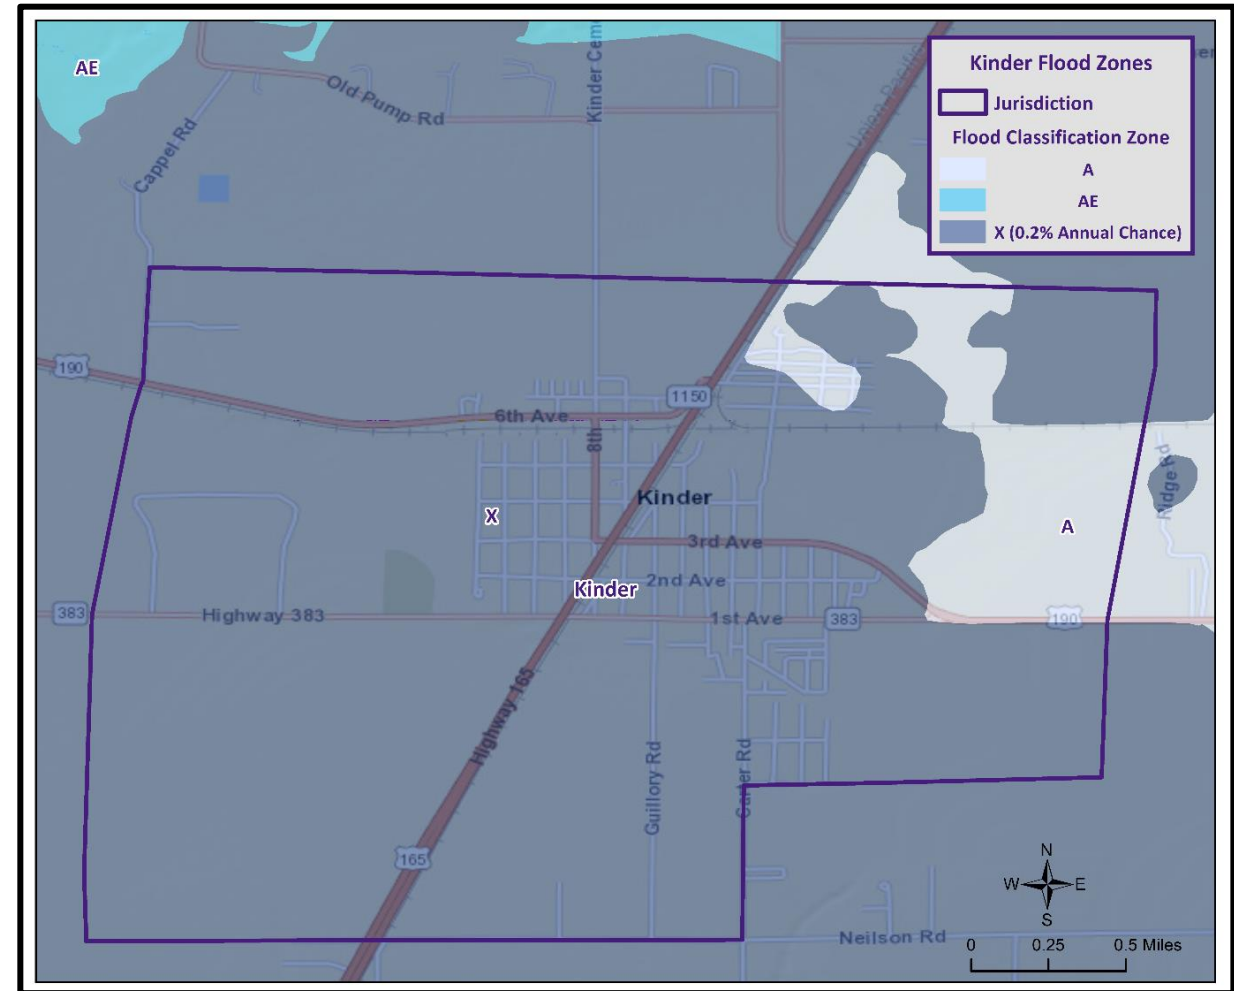 Kinder Flood Zones
Jurisdiction
Flood Classification Zone
A
AE
X (0.2% Annual Chance)
AE
Old Pump Rd
Kinder Cem
Union Pacific
Cappel Rd
190
1150
6th Ave
8th
Kinder
X
3rd Ave
A
Ridge Rd
Kinder
2nd Ave
383
Highway 383
1st Ave
383
190
Highway 165
Guillory Rd
Carter Rd
165
Neilson Rd
N
W
E
S
0
0.25
0.5 Miles